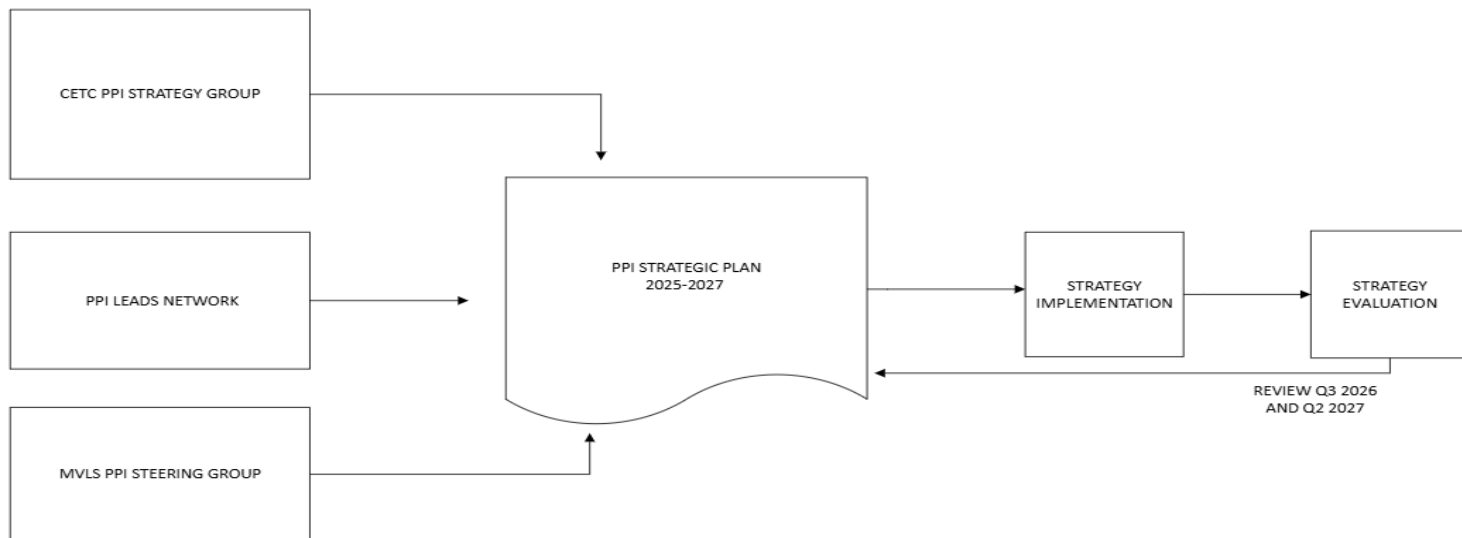 CETC PPI STRATEGY GROUP
PPI LEADS NETWORK
MVLS PPI STEERING GROUP
PPI STRATEGIC PLAN
2025-2027
STRATEGY
IMPLEMENTATION
STRATEGY
EVALUATION
REVIEW Q3 2026
AND Q2 2027